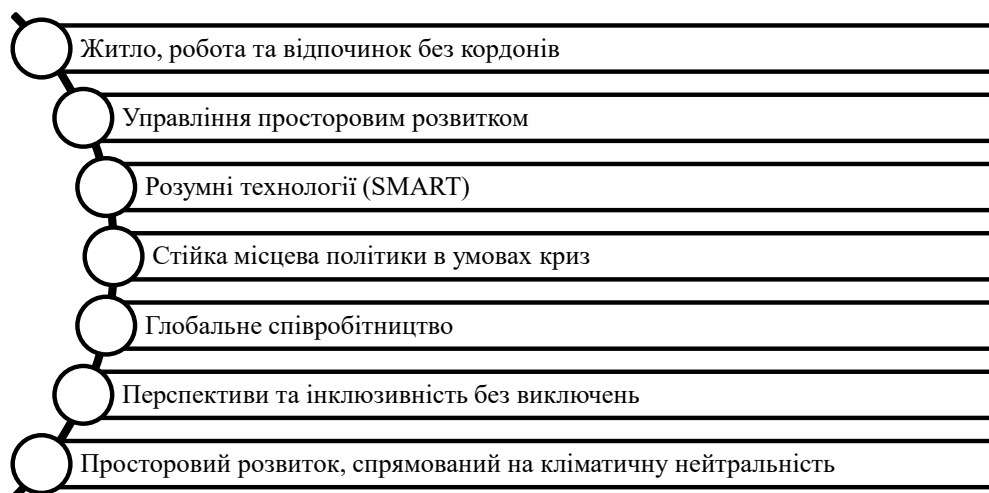 Житло, робота та відпочинок без кордонів
Управління просторовим розвитком
Розумні технології (SMART)
Стійка місцева політики в умовах криз
Глобальне співробітництво
Перспективи та інклюзивність без виключень
Просторовий розвиток, спрямований на кліматичну нейтральність